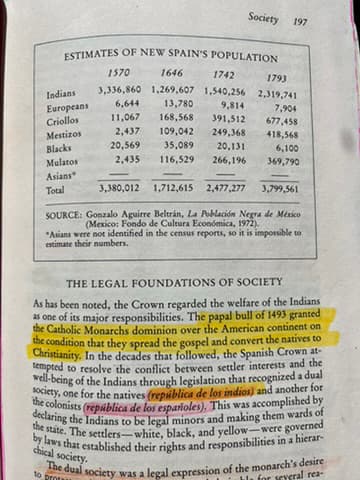 Society 197
ESTIMATES OF NEW SPAIN'S POPULATION
1570 1646 1742 1793
Indians 3,336,860 1,269,607 1,540,256 2,319,741
Europeans 6,644 13,780 9,814 7,904
Criollos 11,067 168,568 391,512 677,458
Mestizos 2,437 109,042 249,368 418,568
Blacks 20,569 35,089 20,131 6,100
Mulatos 2,435 116,529 266,196 369,790
Asians* — — — —
Total 3,380,012 1,712,615 2,477,277 3,799,561
SOURCE: Gonzalo Aguirre Beltrán, La Población Negra de México
(Mexico: Fondo de Cultura Económica, 1972).
*Asians were not identified in the census reports, so it is impossible to
estimate their numbers.
THE LEGAL FOUNDATIONS OF SOCIETY
As has been noted, the Crown regarded the welfare of the Indians
as one of its major responsibilities. The papal bull of 1493 granted
the Catholic Monarchs dominion over the American continent on
the condition that they spread the gospel and convert the natives to
Christianity. In the decades that followed, the Spanish Crown at-
tempted to resolve the conflict between settler interests and the
well-being of the Indians through legislation that recognized a dual
society, one for the natives (república de los indios) and another for
the colonists (república de los españoles). This was accomplished by
declaring the Indians to be legal minors and making them wards of
the state. The settlers—white, black, and yellow—were governed
by laws that established their rights and responsibilities in a hierar-
chical society.
The dual society was a legal expression of the monarch's desire
for several rea-